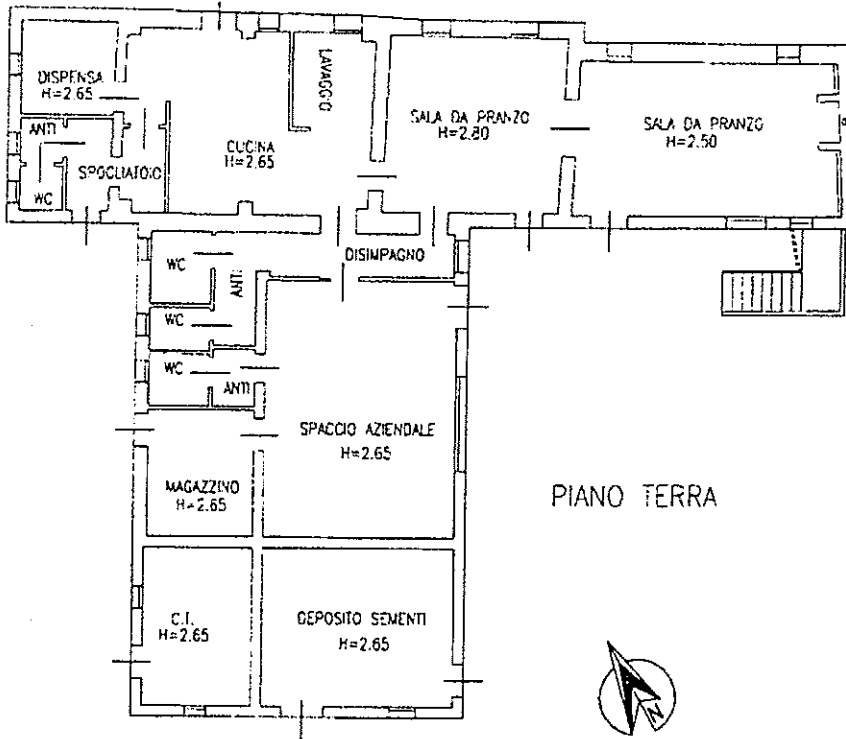 DISPENSA
H=2.65
ANTI
WC
SPOGLIATOIO
CUCINA
H=2.65
LAVAGGIO
SALA DA PRANZO
H=2.80
SALA DA PRANZO
H=2.50
DISIMPAGNO
WC
ANTI
WC
WC
ANTI
SPACCIO AZIENDALE
H=2.65
MAGAZZINO
H=2.65
PIANO TERRA
C.T.
H=2.65
DEPOSITO SEMENTI
H=2.65
N